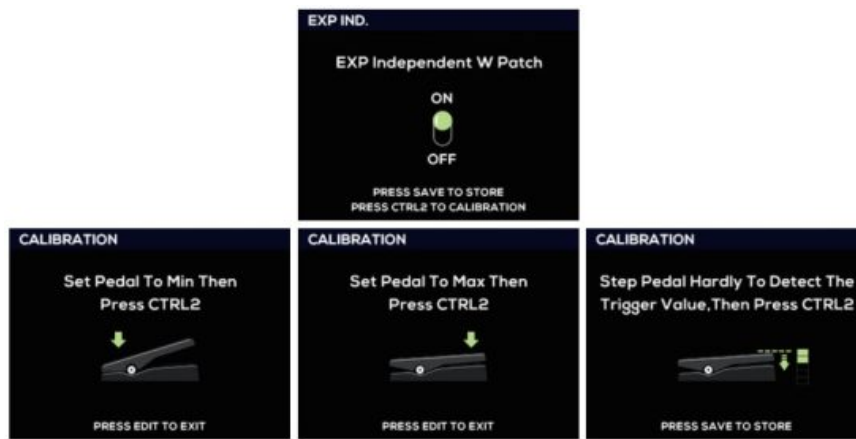 EXP IND.
EXP Independent W Patch
ON
OFF
PRESS SAVE TO STORE
PRESS CTRL2 TO CALIBRATION
CALIBRATION
Set Pedal To Min Then
Press CTRL2
PRESS EDIT TO EXIT
CALIBRATION
Set Pedal To Max Then
Press CTRL2
PRESS EDIT TO EXIT
CALIBRATION
Step Pedal Hardly To Detect The
Trigger Value,Then Press CTRL2
PRESS SAVE TO STORE